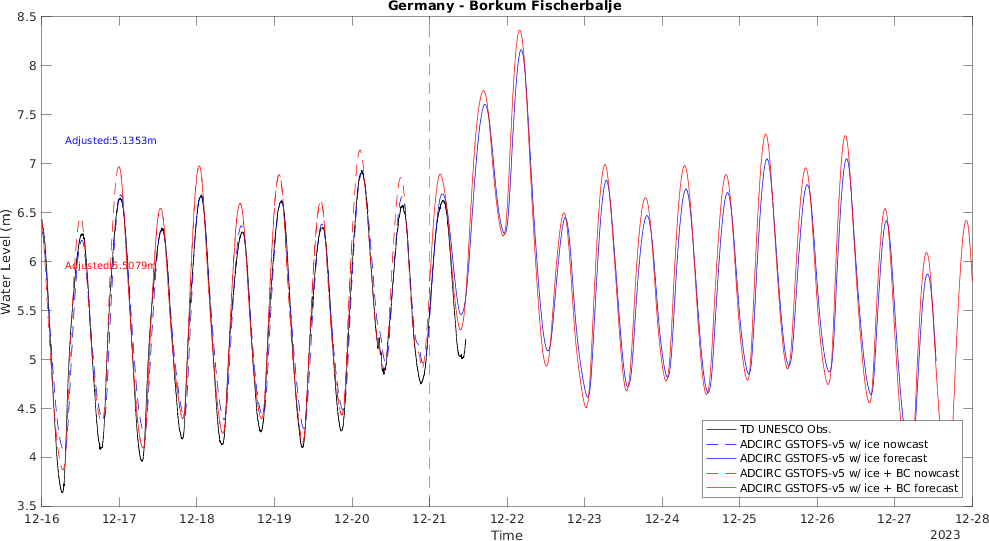 Germany - Borkum Fischerbalje
8.5
8
7.5
7
6.5
6
5.5
5
4.5
4
3.5
Water Level (m)
Adjusted:5.1353m
Adjusted:5.5079m
TD UNESCO Obs.
ADCIRC GSTOFS-v5 w/ ice nowcast
ADCIRC GSTOFS-v5 w/ ice forecast
ADCIRC GSTOFS-v5 w/ ice + BC nowcast
ADCIRC GSTOFS-v5 w/ ice + BC forecast
12-16 12-17 12-18 12-19 12-20 12-21 12-22 12-23 12-24 12-25 12-26 12-27 12-28
Time
2023